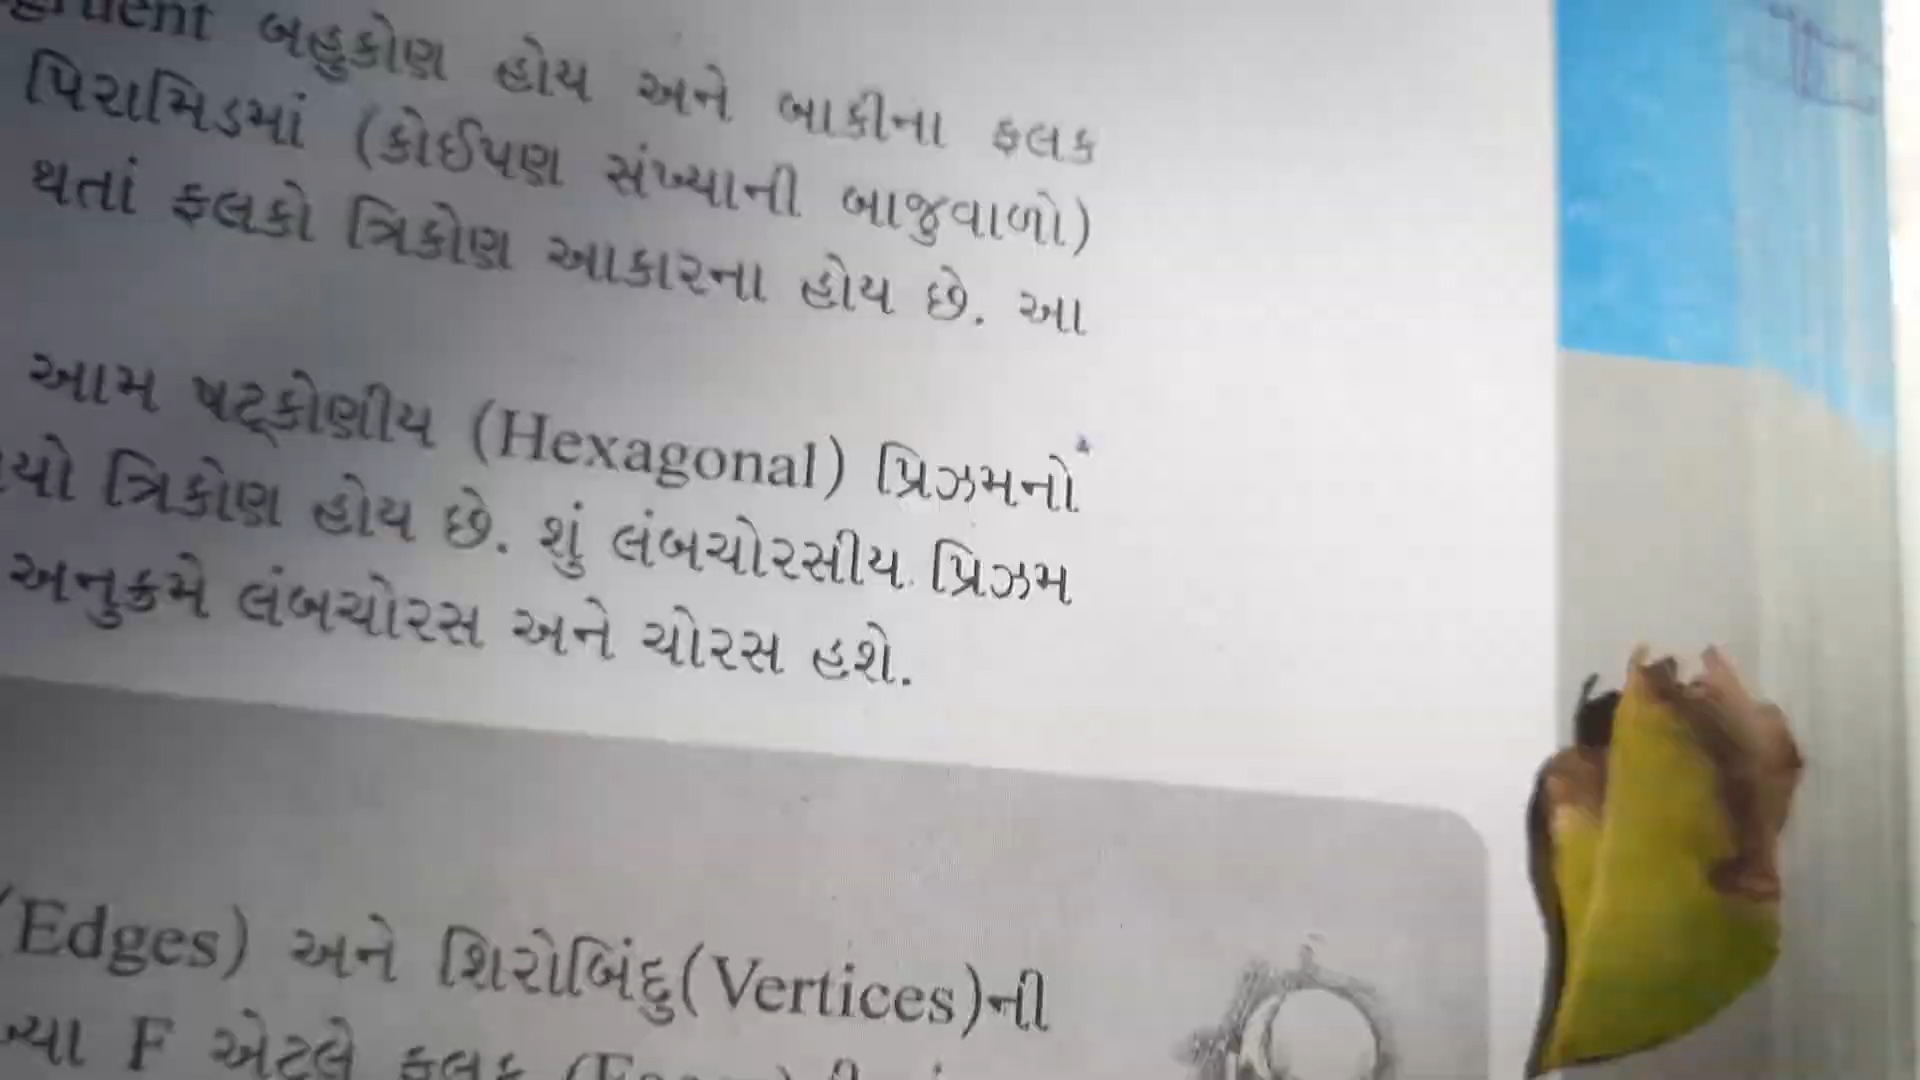 બહુકોણ હોય અને બાકીના ફલક
પિરામિડમાં (કોઈપણ સંખ્યાની બાજુવાળો)
થતાં ફલકો ત્રિકોણ આકારના હોય છે. આ
આમ ષટ્કોણીય (Hexagonal) પ્રિઝમનો
ત્રિકોણ હોય છે. શું લંબચોરસીય પ્રિઝમ
અનુક્રમે લંબચોરસ અને ચોરસ હશે.
(Edges) અને શિરોબિંદુ(Vertices)ની
F એટલે ફલક